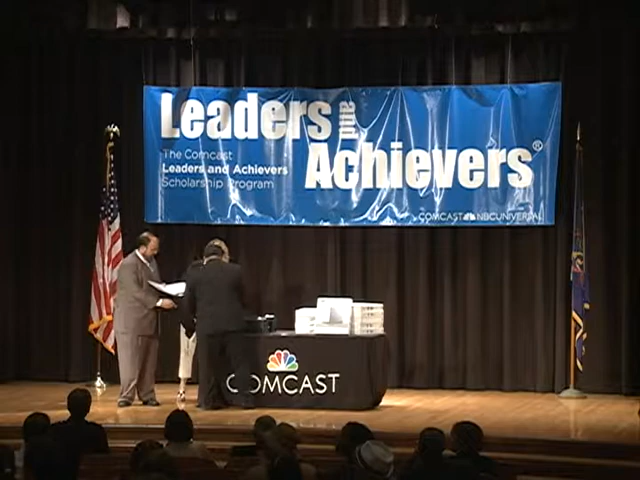 Leaders and
Achievers®
The Comcast
Leaders and Achievers
Scholarship Program
COMCAST NBCUNIVERSAL
COMCAST